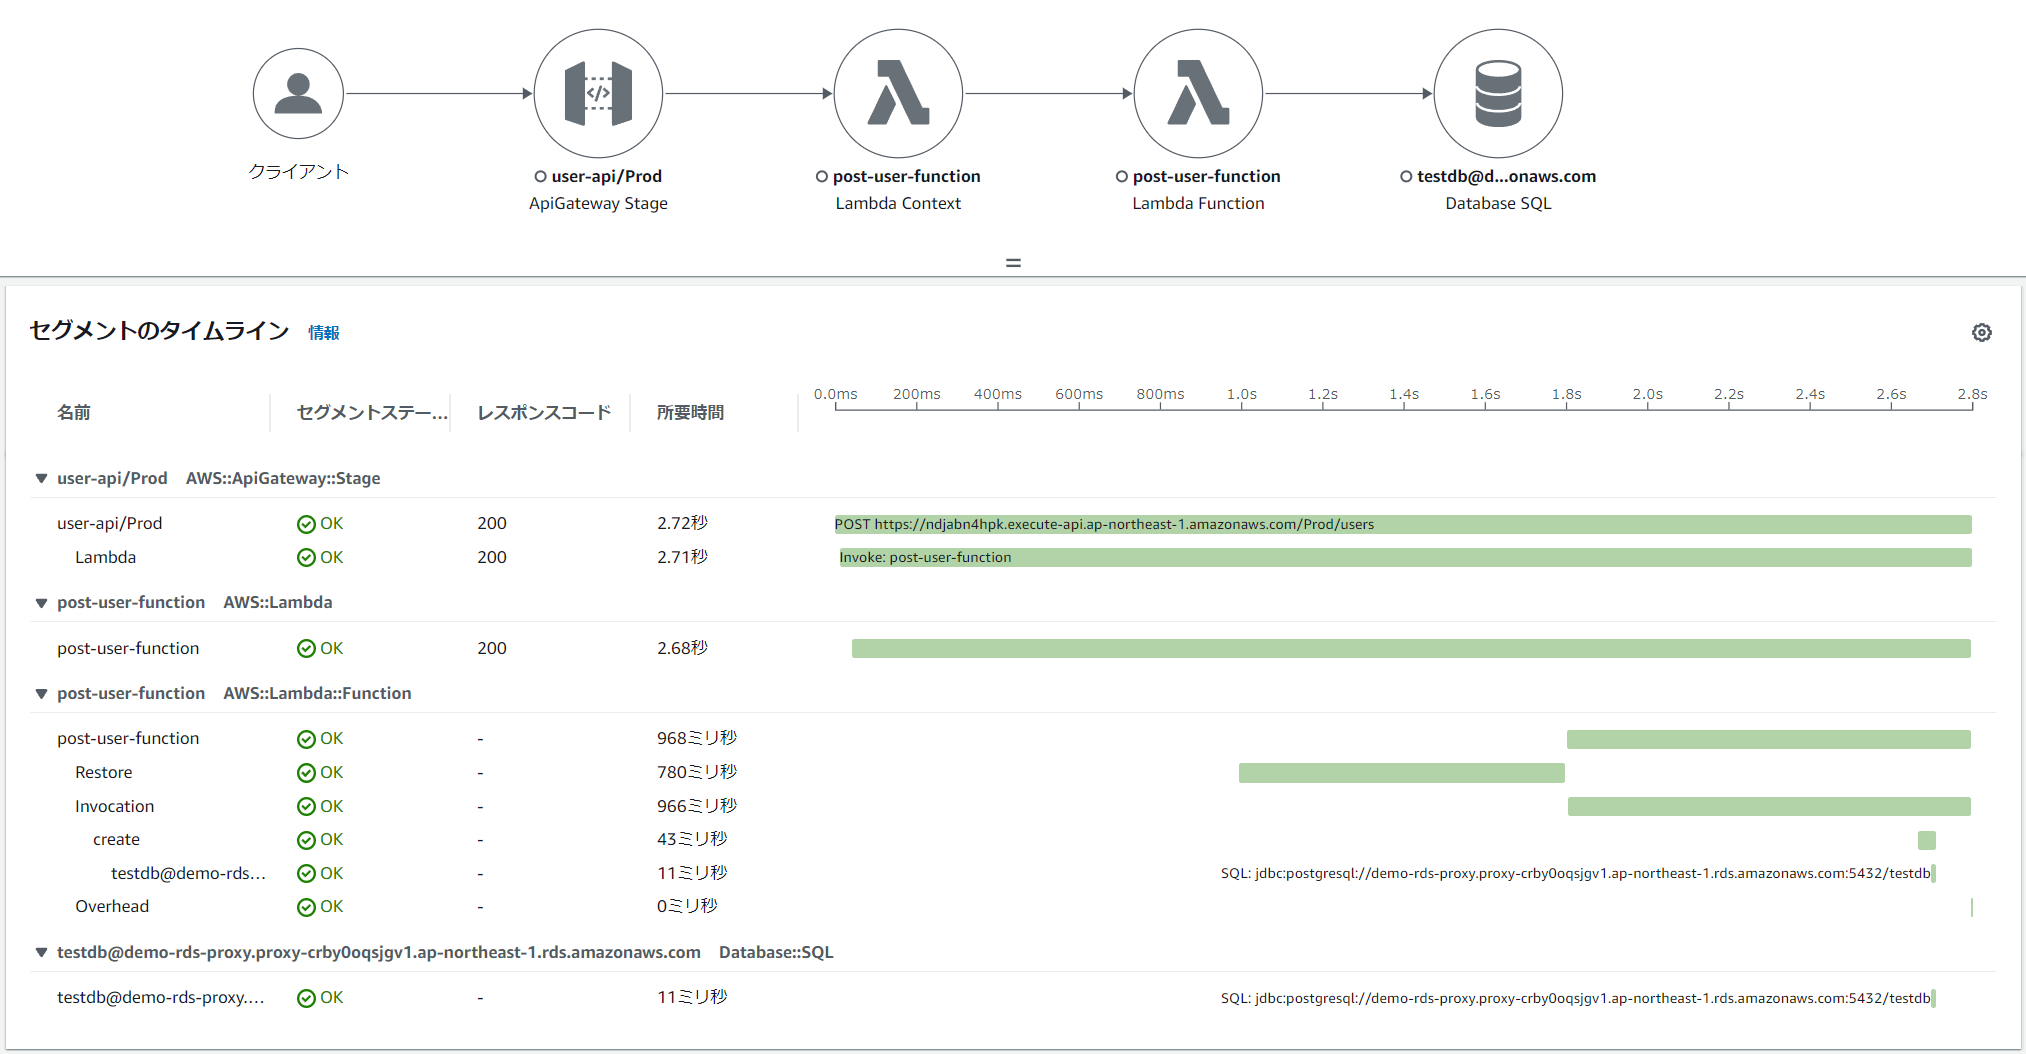 クライアント
user-api/Prod
ApiGateway Stage
post-user-function
Lambda Context
post-user-function
Lambda Function
testdb@d...onaws.com
Database SQL
セグメントのタイムライン 情報
名前 セグメントステー... レスポンスコード 所要時間 0.0ms 200ms 400ms 600ms 800ms 1.0s 1.2s 1.4s 1.6s 1.8s 2.0s 2.2s 2.4s 2.6s 2.8s
user-api/Prod AWS::ApiGateway::Stage
user-api/Prod OK 200 2.72秒 POST https://ndjabn4hpk.execute-api.ap-northeast-1.amazonaws.com/Prod/users
Lambda OK 200 2.71秒 Invoke: post-user-function
post-user-function AWS::Lambda
post-user-function OK 200 2.68秒
post-user-function AWS::Lambda::Function
post-user-function OK - 968ミリ秒
Restore OK - 780ミリ秒
Invocation OK - 966ミリ秒
create OK - 43ミリ秒
testdb@demo-rds... OK - 11ミリ秒 SQL: jdbc:postgresql://demo-rds-proxy.proxy-crby0oqsjgv1.ap-northeast-1.rds.amazonaws.com:5432/testdb
Overhead OK - 0ミリ秒
testdb@demo-rds-proxy.proxy-crby0oqsjgv1.ap-northeast-1.rds.amazonaws.com Database::SQL
testdb@demo-rds-proxy.... OK - 11ミリ秒 SQL: jdbc:postgresql://demo-rds-proxy.proxy-crby0oqsjgv1.ap-northeast-1.rds.amazonaws.com:5432/testdb